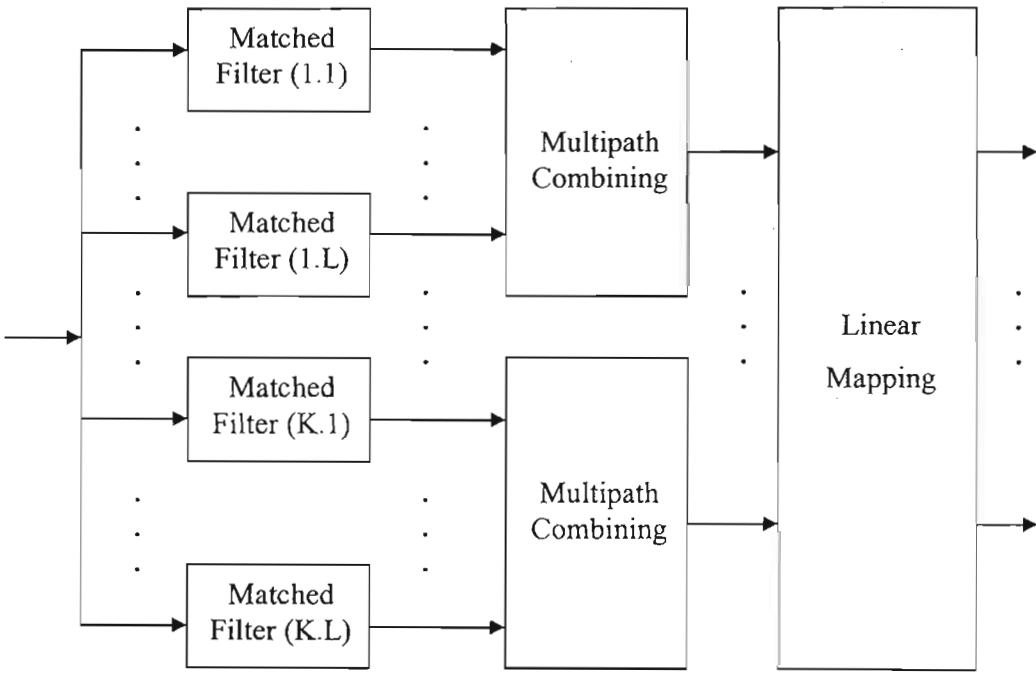 Matched
Filter (1.1)
Multipath
Combining
Matched
Filter (1.L)
Linear
Mapping
Matched
Filter (K.1)
Multipath
Combining
Matched
Filter (K.L)